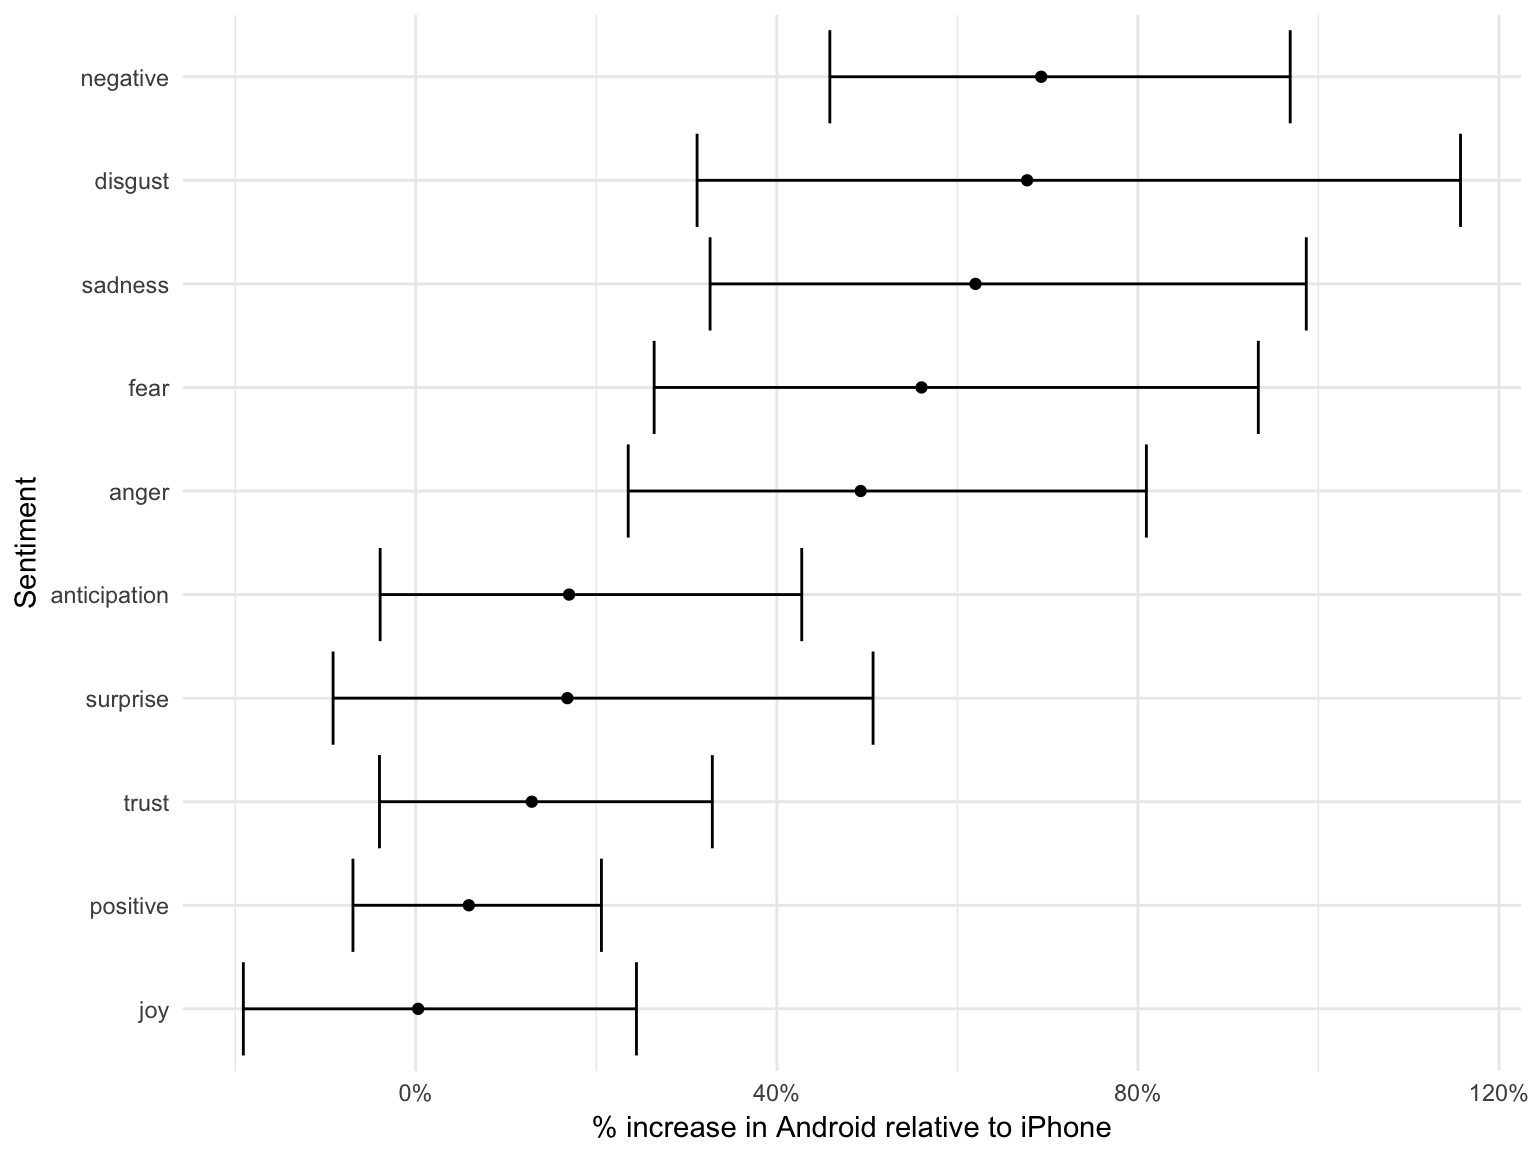 negative
disgust
sadness
fear
anger
anticipation
surprise
trust
positive
joy
Sentiment
0% 40% 80% 120%
% increase in Android relative to iPhone